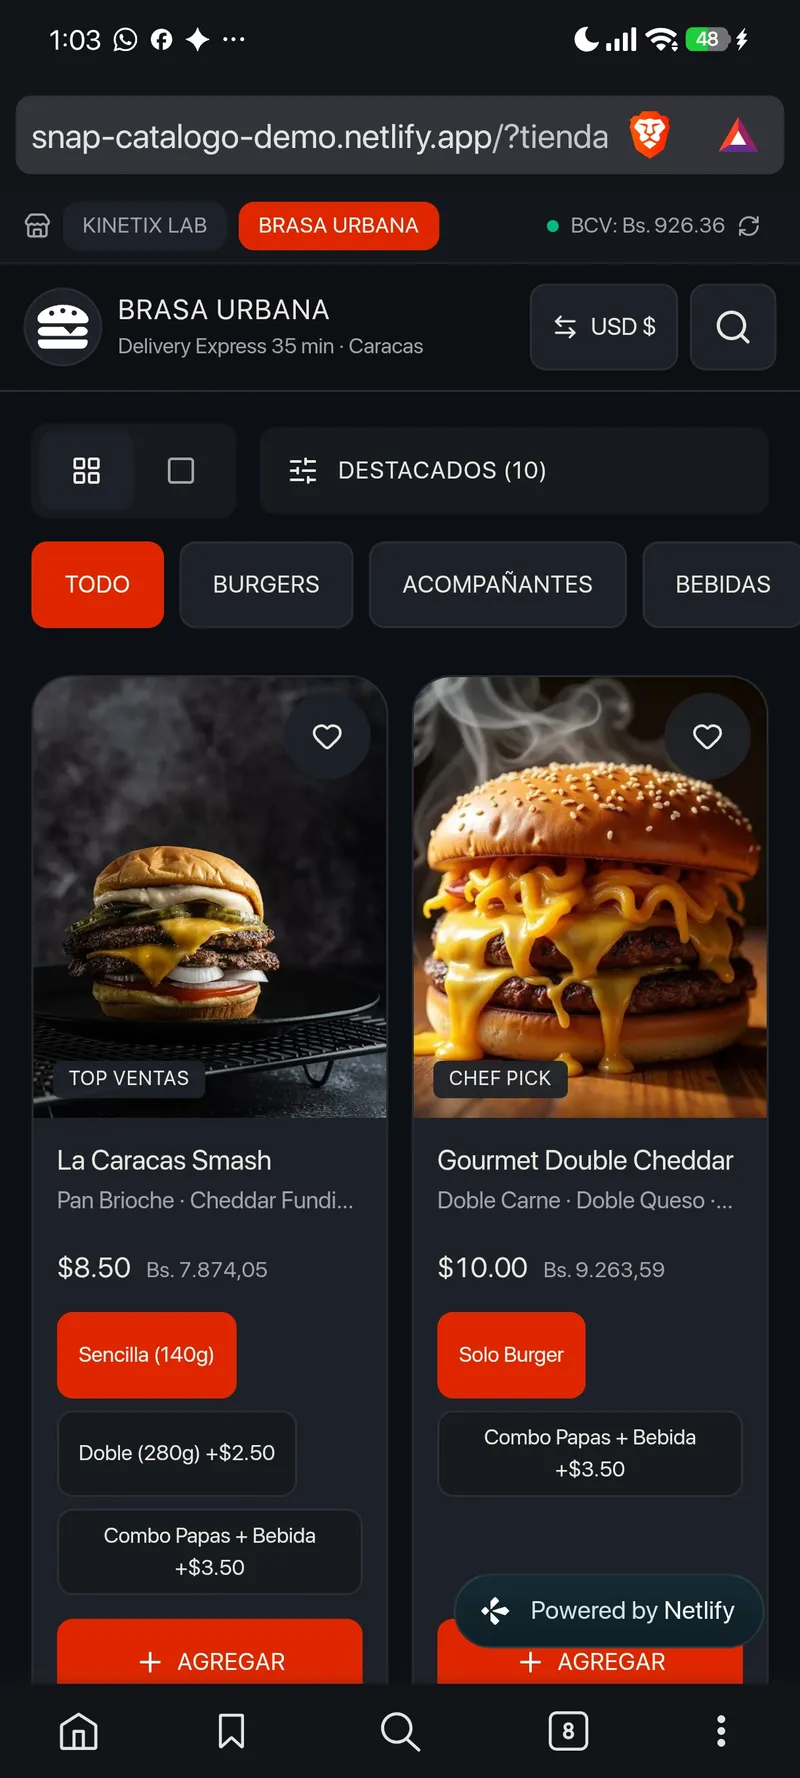 1:03
48
snap-catalogo-demo.netlify.app/?tienda
KINETIX LAB
BRASA URBANA
BCV: Bs. 926.36
BRASA URBANA
Delivery Express 35 min · Caracas
USD $
DESTACADOS (10)
TODO
BURGERS
ACOMPAÑANTES
BEBIDAS
TOP VENTAS
La Caracas Smash
Pan Brioche · Cheddar Fundi...
$8.50 Bs. 7.874,05
Sencilla (140g)
Doble (280g) +$2.50
Combo Papas + Bebida
+$3.50
AGREGAR
CHEF PICK
Gourmet Double Cheddar
Doble Carne · Doble Queso ·...
$10.00 Bs. 9.263,59
Solo Burger
Combo Papas + Bebida
+$3.50
AGREGAR
Powered by Netlify
8